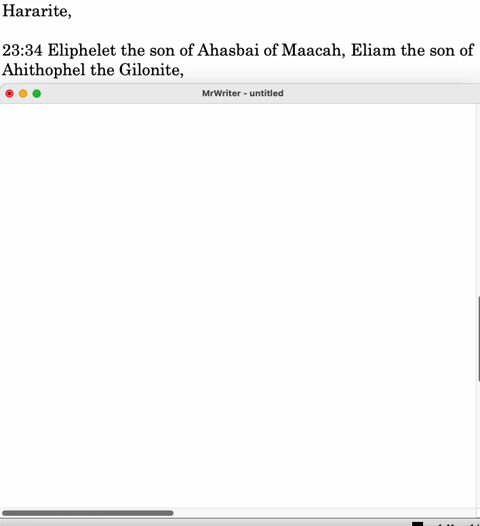 Hararite,
23:34 Eliphelet the son of Ahasbai of Maacah, Eliam the son of
Ahithophel the Gilonite,
MrWriter - untitled